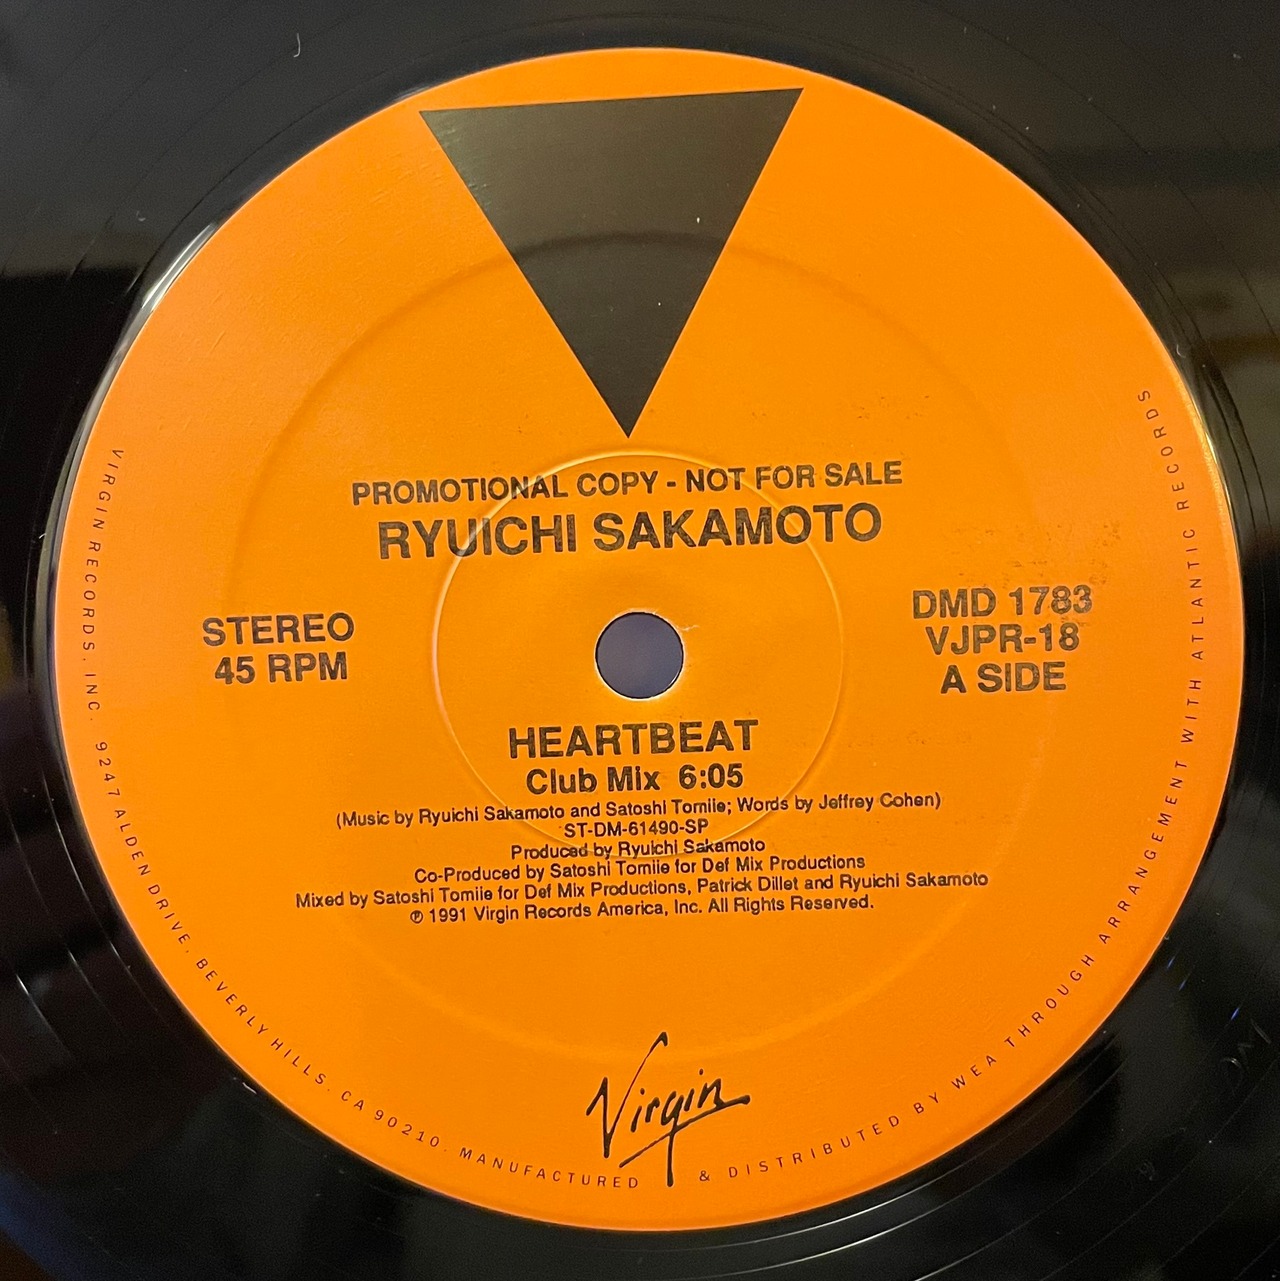 PROMOTIONAL COPY - NOT FOR SALE
RYUICHI SAKAMOTO
STEREO
45 RPM
DMD 1783
VJPR-18
A SIDE
HEARTBEAT
Club Mix 6:05
(Music by Ryuichi Sakamoto and Satoshi Tomiie; Words by Jeffrey Cohen)
ST-DM-61490-SP
Produced by Ryuichi Sakamoto
Co-Produced by Satoshi Tomiie for Def Mix Productions
Mixed by Satoshi Tomiie for Def Mix Productions, Patrick Dillet and Ryuichi Sakamoto
℗ 1991 Virgin Records America, Inc. All Rights Reserved.
Virgin
VIRGIN RECORDS, INC. 9247 ALDEN DRIVE, BEVERLY HILLS, CA 90210. MANUFACTURED & DISTRIBUTED BY WEA THROUGH ARRANGEMENT WITH ATLANTIC RECORDS